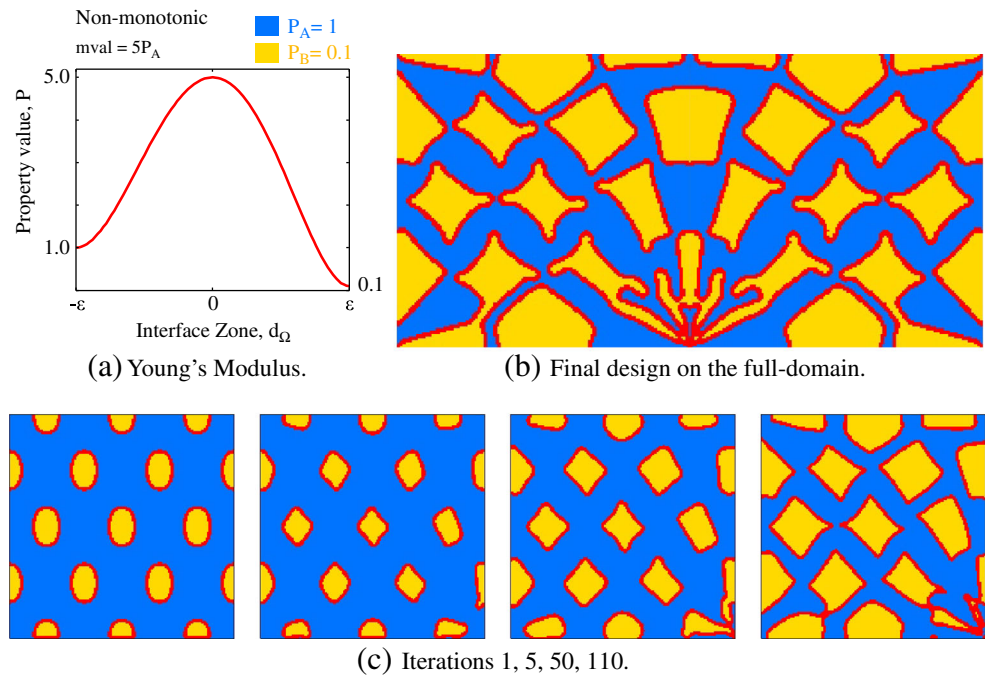 Non-monotonic
mval = 5P_A
P_A= 1
P_B= 0.1
5.0
1.0
0.1
Property value, P
-ε 0 ε
Interface Zone, d_Ω
(a) Young's Modulus.
(b) Final design on the full-domain.
(c) Iterations 1, 5, 50, 110.